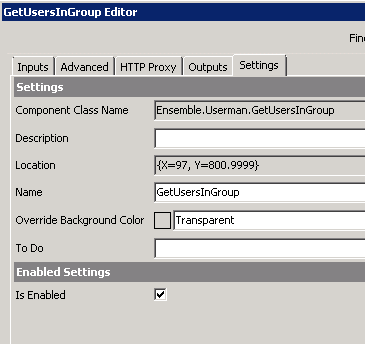 GetUsersInGroup Editor
Fin
Inputs Advanced HTTP Proxy Outputs Settings
Settings
Component Class Name Ensemble.Userman.GetUsersInGroup
Description
Location {X=97, Y=800.9999}
Name GetUsersInGroup
Override Background Color Transparent
To Do
Enabled Settings
Is Enabled